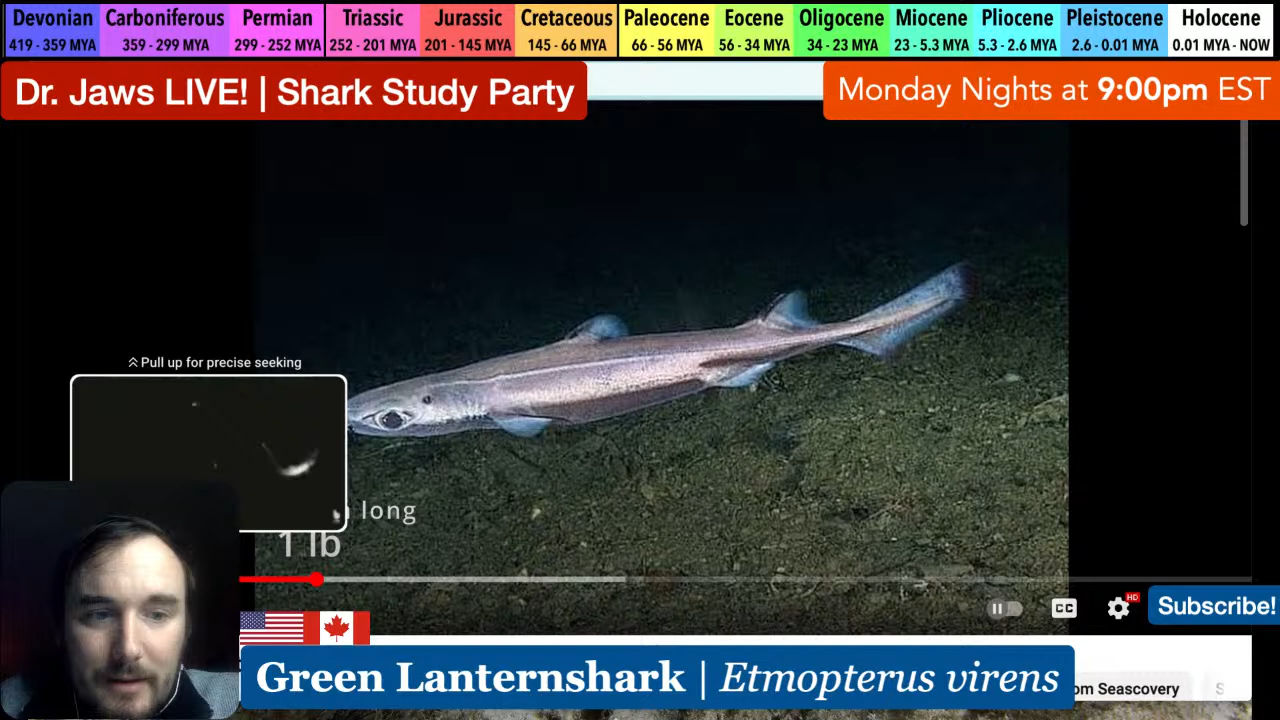 Devonian Carboniferous Permian Triassic Jurassic Cretaceous Paleocene Eocene Oligocene Miocene Pliocene Pleistocene Holocene
419 - 359 MYA 359 - 299 MYA 299 - 252 MYA 252 - 201 MYA 201 - 145 MYA 145 - 66 MYA 66 - 56 MYA 56 - 34 MYA 34 - 23 MYA 23 - 5.3 MYA 5.3 - 2.6 MYA 2.6 - 0.01 MYA 0.01 MYA - NOW
Dr. Jaws LIVE! | Shark Study Party
Monday Nights at 9:00pm EST
Pull up for precise seeking
long
1 lb
CC
HD
Subscribe!
Green Lanternshark | Etmopterus virens
om Seascovery
S